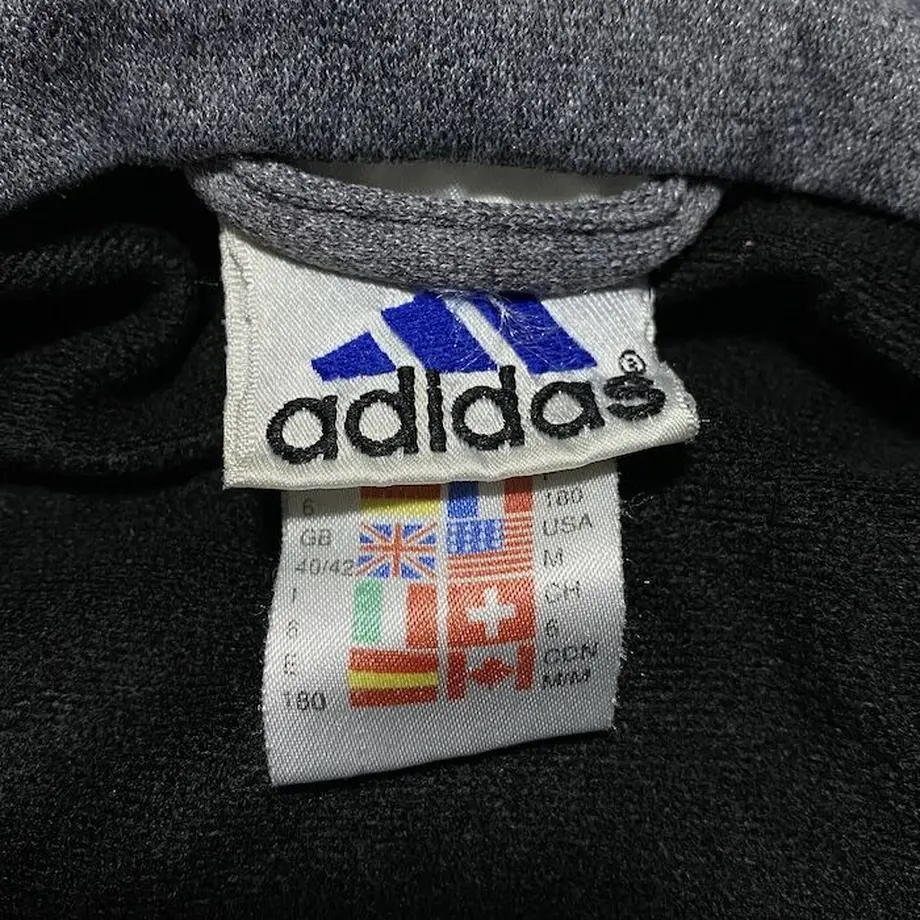 adidas®
6
GB
40/42
I
6
E
180
180
USA
M
CH
6
CDN
M/M